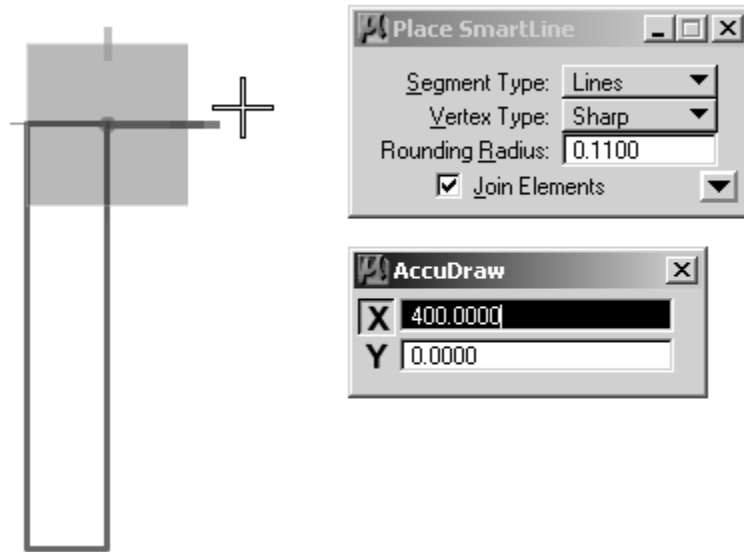 Place SmartLine
Segment Type: Lines
Vertex Type: Sharp
Rounding Radius: 0.1100
Join Elements
AccuDraw
X 400.0000
Y 0.0000